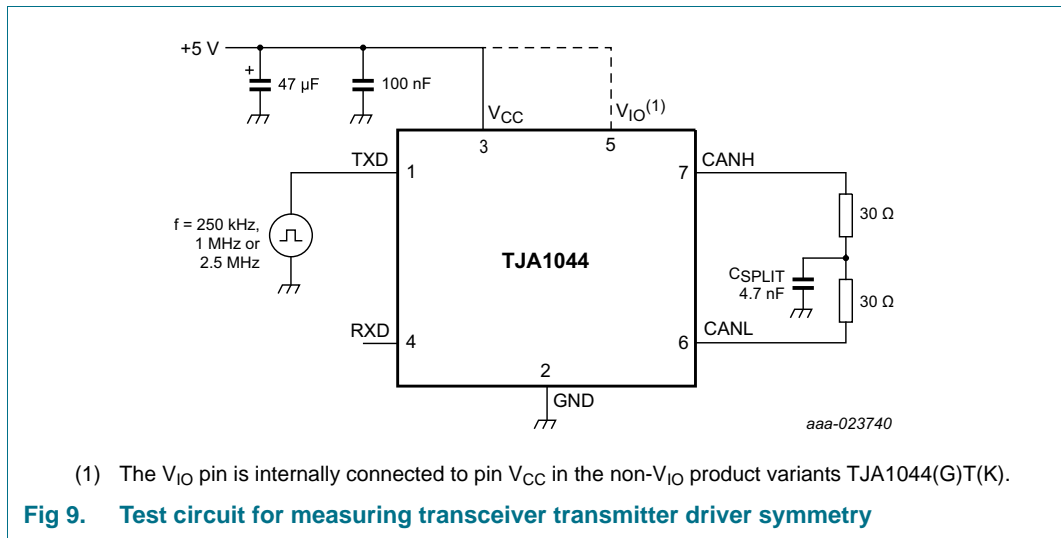 +5 V
+
47 μF
100 nF
VCC
VIO(1)
3
5
TXD
1
7
CANH
30 Ω
f = 250 kHz,
1 MHz or
2.5 MHz
TJA1044
CSPLIT
4.7 nF
30 Ω
RXD
4
6
CANL
2
GND
aaa-023740
(1) The VIO pin is internally connected to pin VCC in the non-VIO product variants TJA1044(G)T(K).
Fig 9. Test circuit for measuring transceiver transmitter driver symmetry